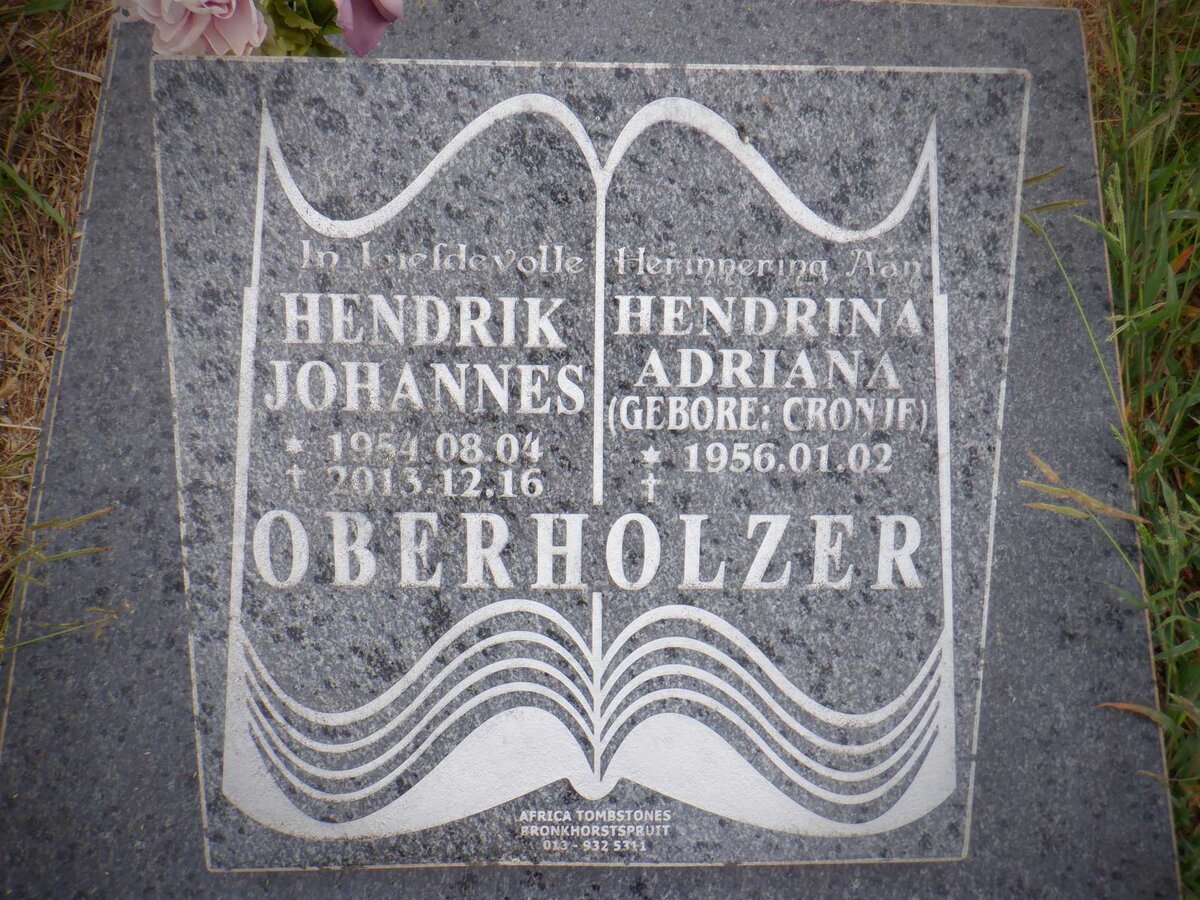 In Liefdevolle Herinnering Aan
HENDRIK
JOHANNES
* 1954.08.04
† 2013.12.16
HENDRINA
ADRIANA
(GEBORE: CRONJE)
* 1956.01.02
†
OBERHOLZER
AFRICA TOMBSTONES
BRONKHORSTSPRUIT
013 - 932 5311